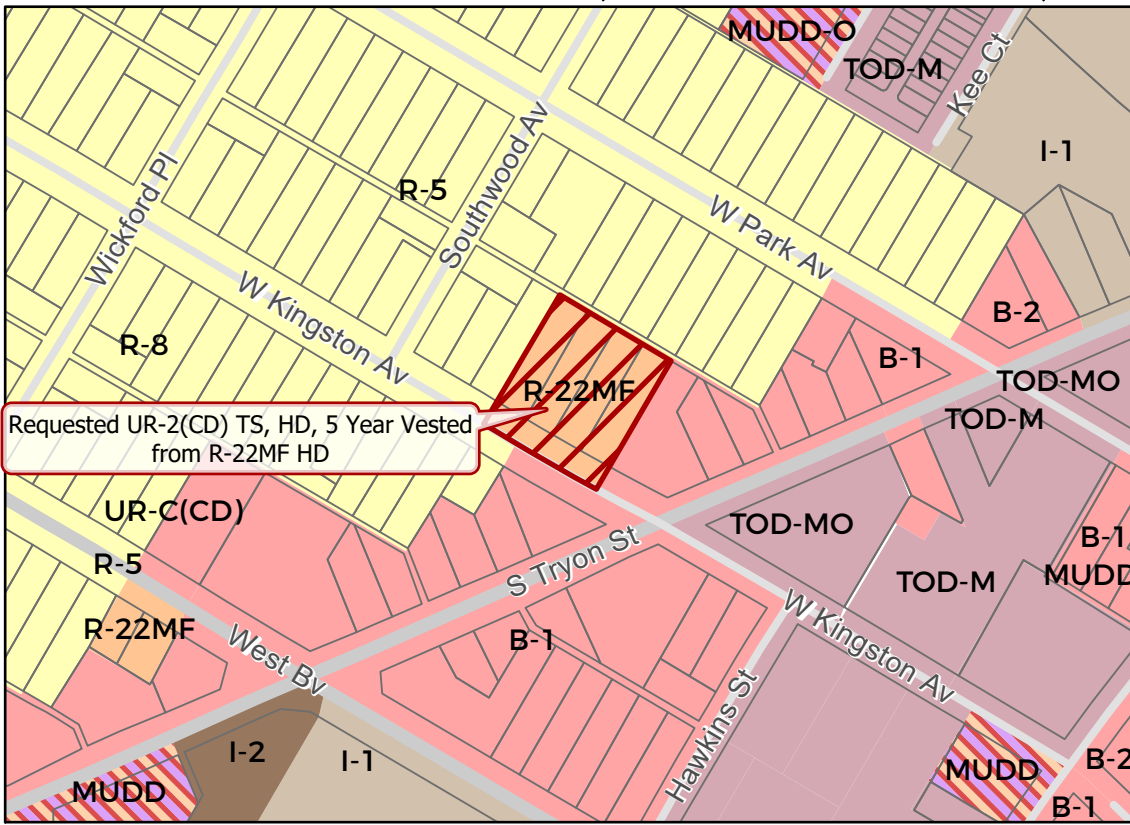 MUDD-O
TOD-M
Kee Ct
I-1
R-5
Southwood Av
Wickford Pl
W Park Av
W Kingston Av
B-2
R-8
B-1
R-22MF
TOD-MO
TOD-M
Requested UR-2(CD) TS, HD, 5 Year Vested
from R-22MF HD
UR-C(CD)
TOD-MO
B-1
R-5
S Tryon St
TOD-M
MUDD
R-22MF
W Kingston Av
B-1
West Bv
Hawkins St
I-2
I-1
B-2
MUDD
MUDD
B-1